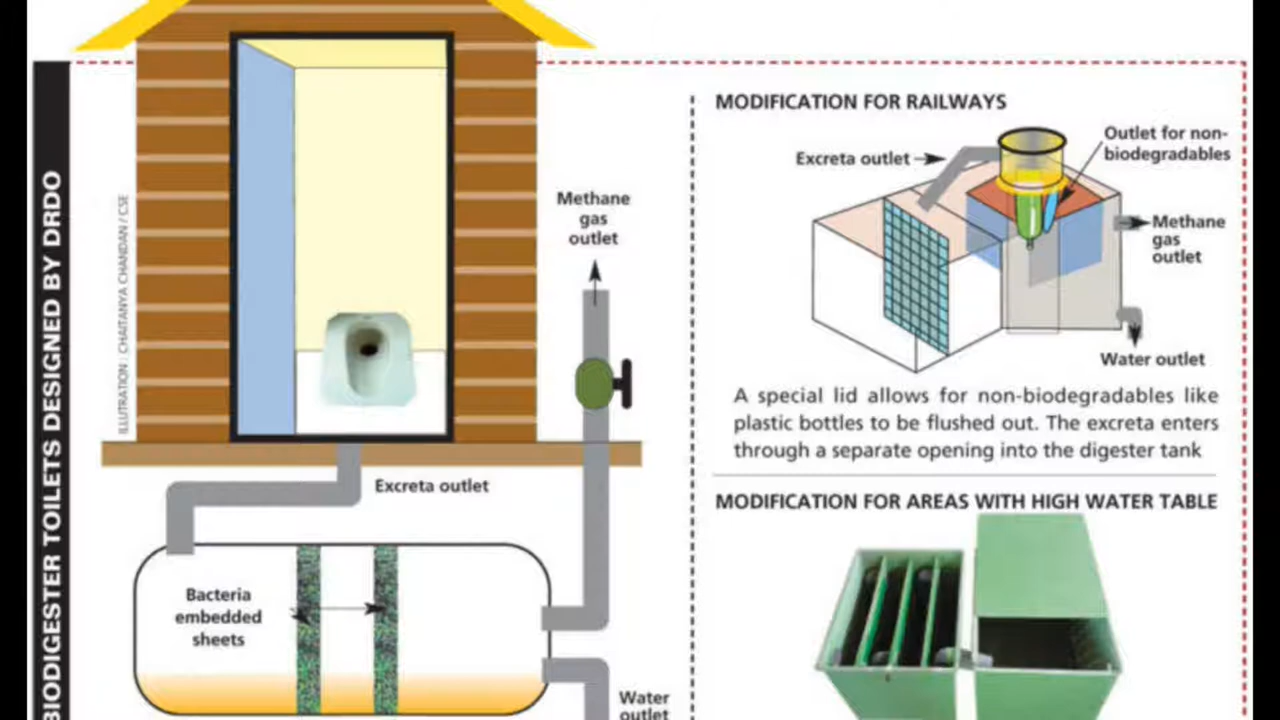 BIODIGESTER TOILETS DESIGNED BY DRDO
ILLUTRATION : CHAITANYA CHANDAN / CSE
Methane
gas
outlet
Excreta outlet
Bacteria
embedded
sheets
Water
outlet
MODIFICATION FOR RAILWAYS
Excreta outlet
Outlet for non-
biodegradables
Methane
gas
outlet
Water outlet
A special lid allows for non-biodegradables like
plastic bottles to be flushed out. The excreta enters
through a separate opening into the digester tank
MODIFICATION FOR AREAS WITH HIGH WATER TABLE